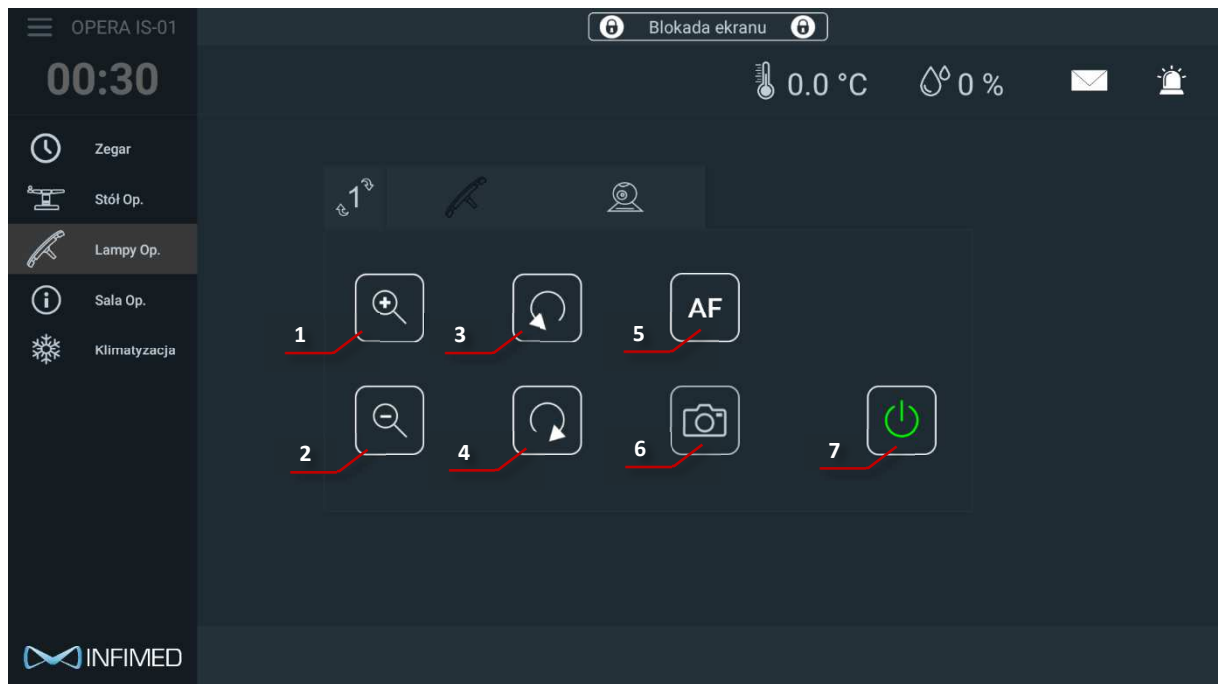 OPERA IS-01
Blokada ekranu
00:30
0.0 °C
0 %
Zegar
Stół Op.
Lampy Op.
Sala Op.
Klimatyzacja
1
1
3
5
AF
2
4
6
7
INFIMED